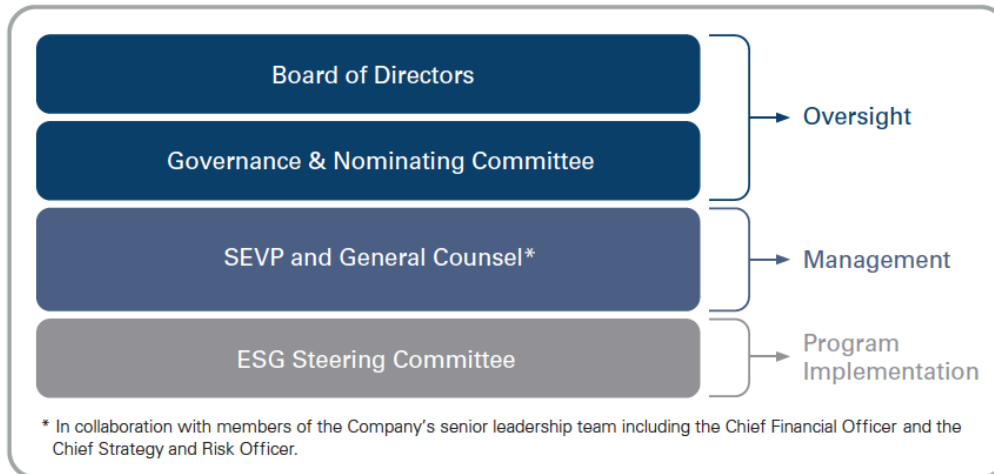 Board of Directors
Oversight
Governance & Nominating Committee
SEVP and General Counsel*
Management
ESG Steering Committee
Program
Implementation
* In collaboration with members of the Company's senior leadership team including the Chief Financial Officer and the
Chief Strategy and Risk Officer.